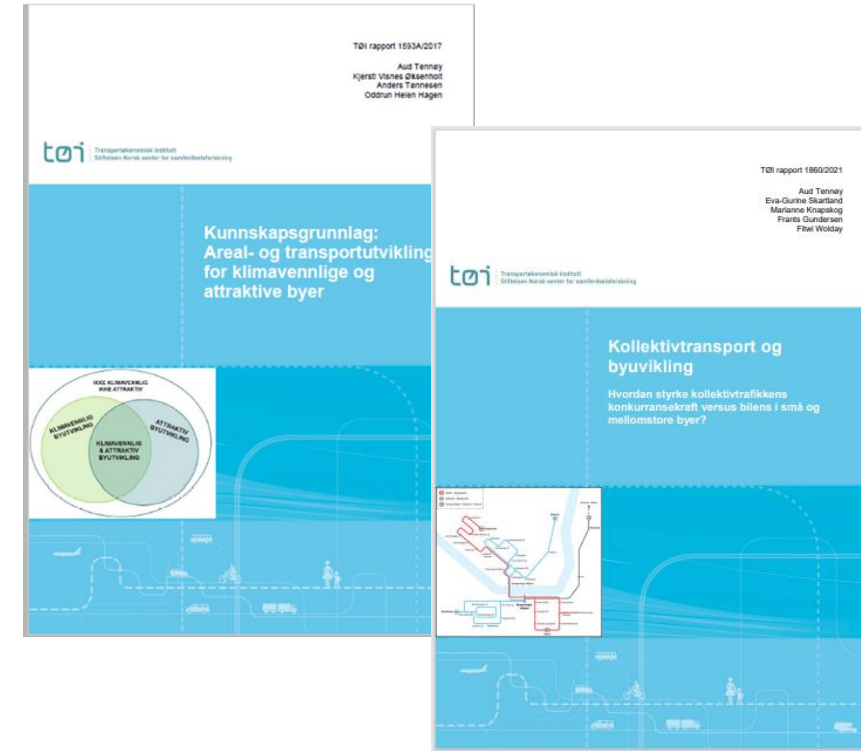 TØI rapport 1593A/2017
Aud Tennøy
Kjersti Visnes Øksenholt
Anders Tønnesen
Oddrun Helen Hagen
tøi Transportøkonomisk institutt
Stiftelsen Norsk senter for samferdselsforskning
Kunnskapsgrunnlag:
Areal- og transportutvikling
for klimavennlige og
attraktive byer
IKKE KLIMAVENNLIG
IKKE ATTRAKTIV
KLIMAVENNLIG
BYUTVIKLING
ATTRAKTIV
BYUTVIKLING
KLIMAVENNLIG
& ATTRAKTIV
BYUTVIKLING
TØI rapport 1860/2021
Aud Tennøy
Eva-Gurine Skartland
Marianne Knapskog
Frants Gundersen
Fitwi Wolday
tøi Transportøkonomisk institutt
Stiftelsen Norsk senter for samferdselsforskning
Kollektivtransport og
byuvikling
Hvordan styrke kollektivtrafikkens
konkurransekraft versus bilens i små og
mellomstore byer?